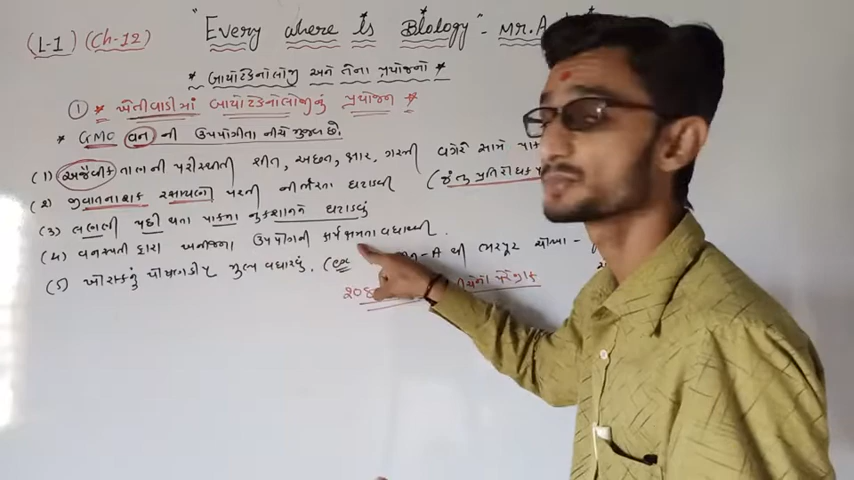 "Every where Is Biology" - Mr. A
(L-1) (Ch-12)
* બાયોટેકનોલોજી અને તેના પ્રયોજનો *
① * ખેતીવાડીમાં બાયોટેકનોલોજીનું પ્રયોજન *
* GMO વન ની ઉપયોગીતા નીચે મુજબ છે.
(1) અજૈવિક તાણની પરીસ્થીતી શીત, અછત, ક્ષાર, ગરમી વગેરે સામે પાક
(2) જીવાતનાશક રસાયણો પરની નીર્ભરતા ઘટાડવી (જંતુ પ્રતિરોધક પા
(3) લણણી પછી થતા પાકના નુકશાનને ઘટાડવું
(4) વનસ્પતી દ્વારા ખનીજના ઉપયોગની કાર્યક્ષમતા વધારવી.
(5) ખોરાકનું પોષણકીય મુલ્ય વધારવું. (ex - A થી ભરપૂર ચોખા -